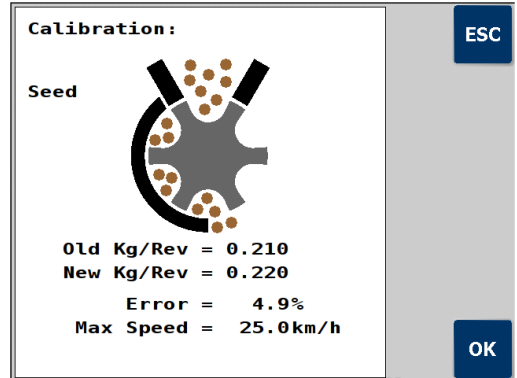 Calibration:
ESC
Seed
Old Kg/Rev = 0.210
New Kg/Rev = 0.220
Error = 4.9%
Max Speed = 25.0km/h
OK